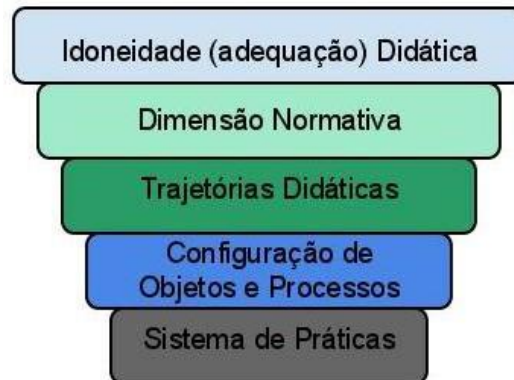 Idoneidade (adequação) Didática
Dimensão Normativa
Trajetórias Didáticas
Configuração de
Objetos e Processos
Sistema de Práticas